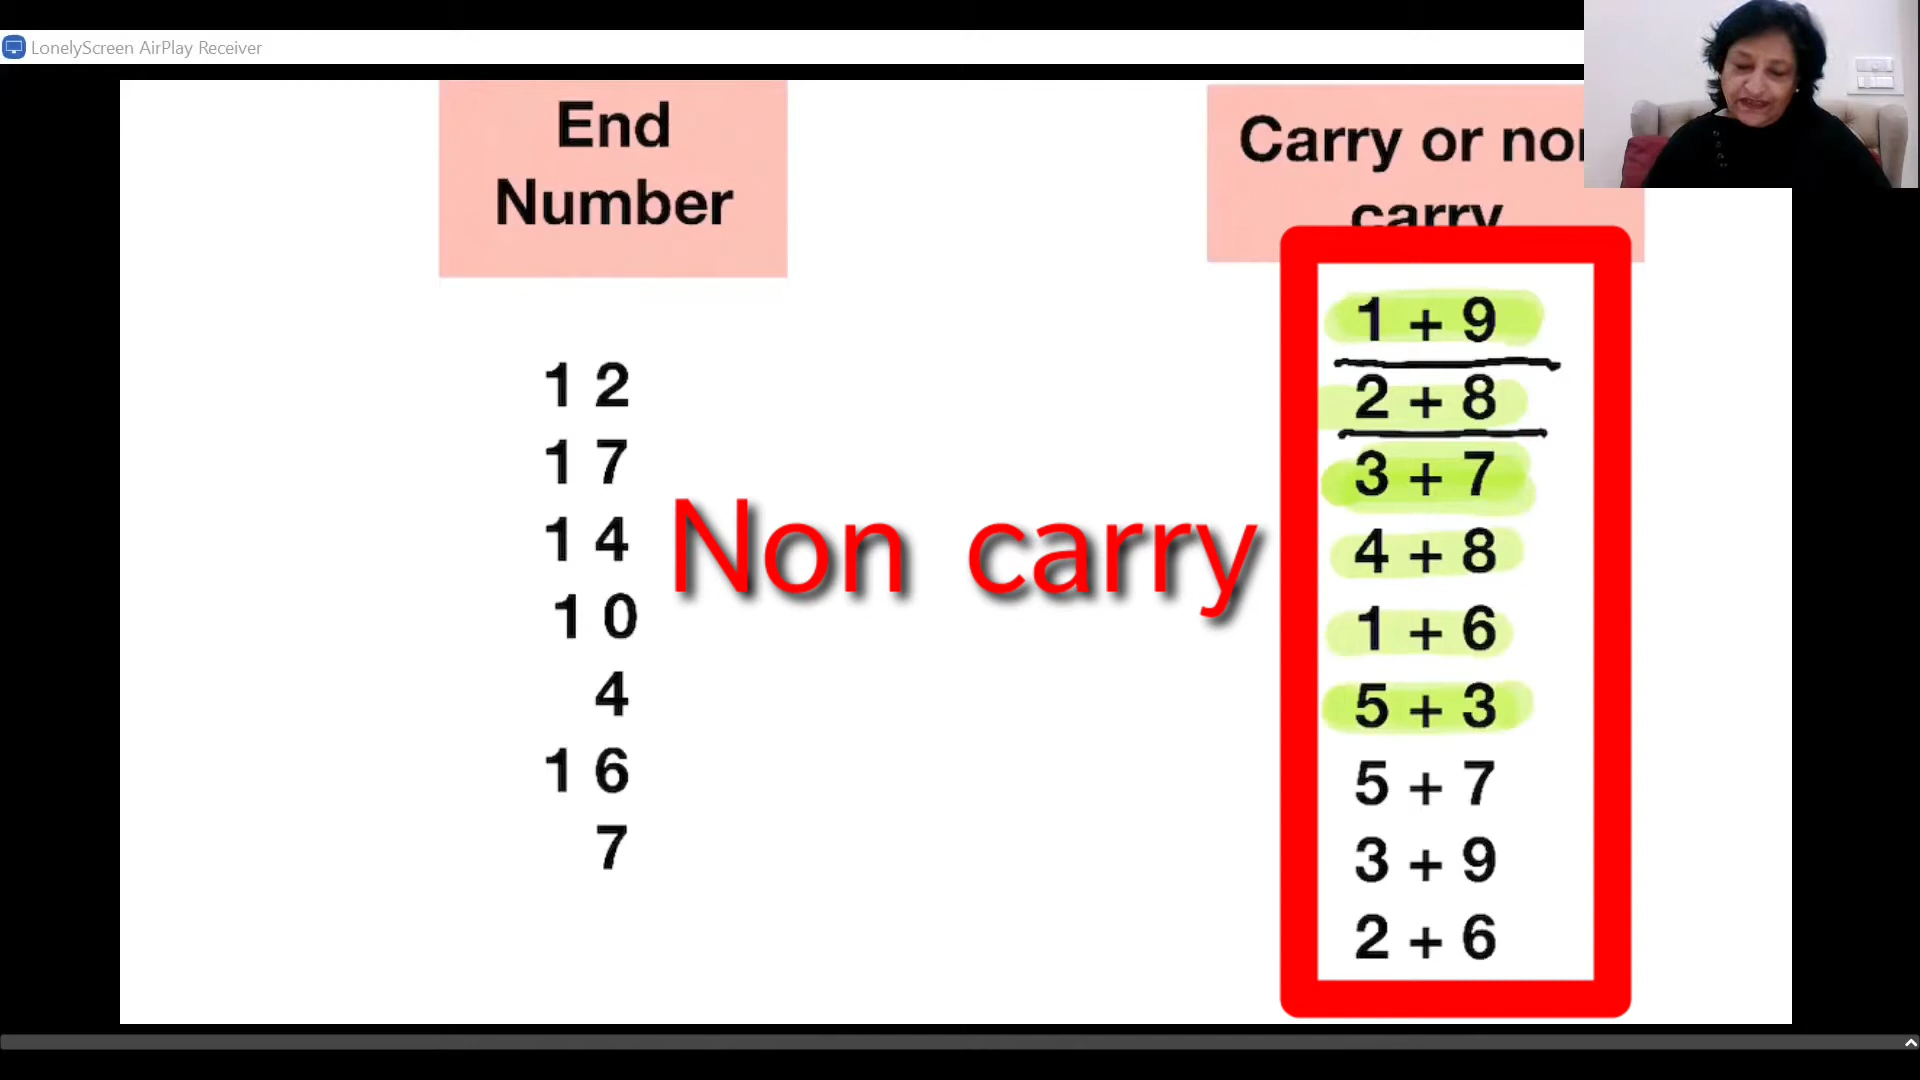 LonelyScreen AirPlay Receiver
End
Number
1 2
1 7
1 4
1 0
4
1 6
7
Non carry
Carry or non
carry
1 + 9
2 + 8
3 + 7
4 + 8
1 + 6
5 + 3
5 + 7
3 + 9
2 + 6